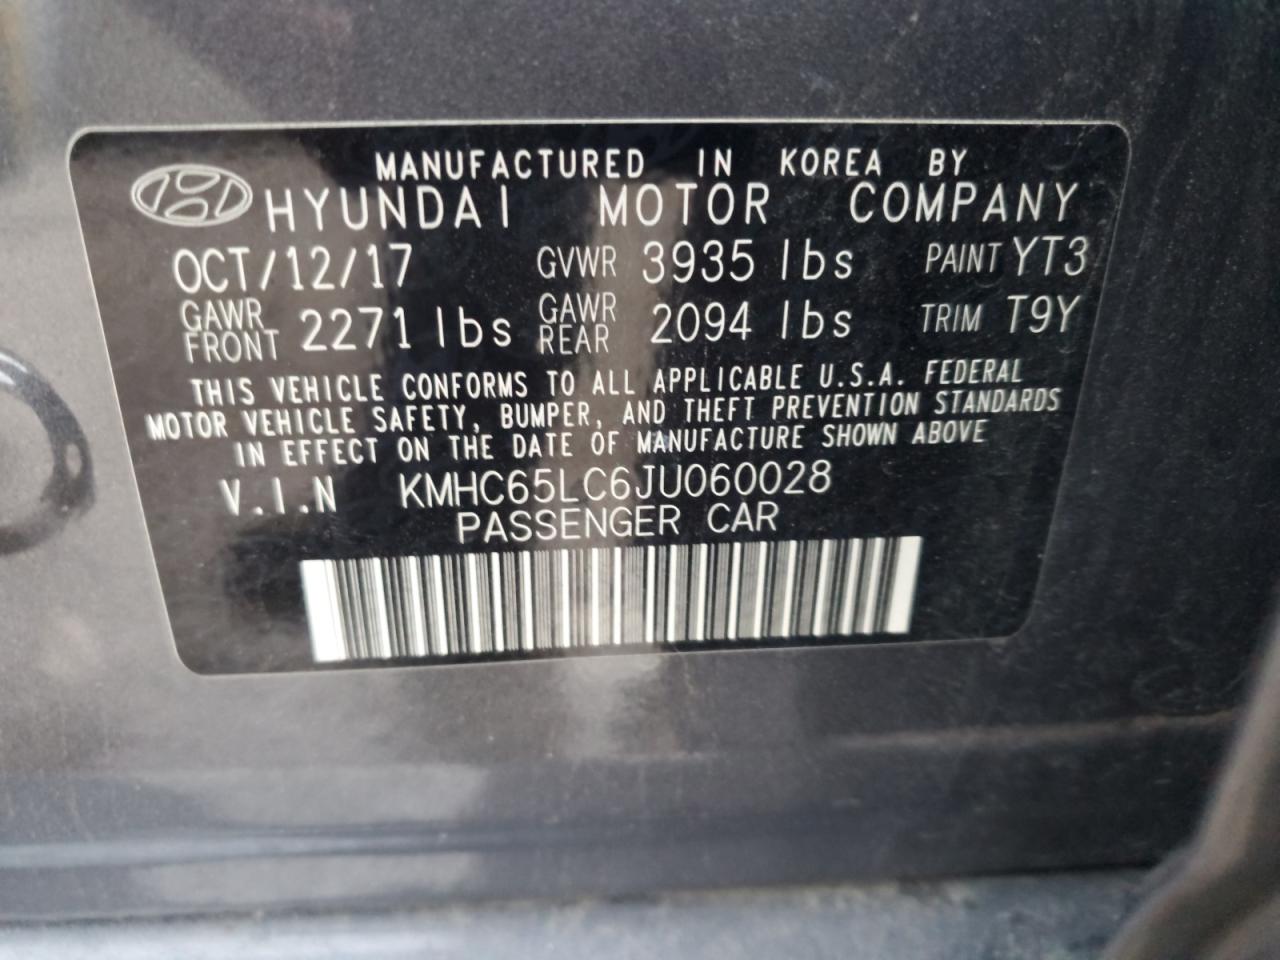 MANUFACTURED IN KOREA BY
HYUNDAI MOTOR COMPANY
OCT/12/17 GVWR 3935 lbs PAINT YT3
GAWR FRONT 2271 lbs GAWR REAR 2094 lbs TRIM T9Y
THIS VEHICLE CONFORMS TO ALL APPLICABLE U.S.A. FEDERAL
MOTOR VEHICLE SAFETY, BUMPER, AND THEFT PREVENTION STANDARDS
IN EFFECT ON THE DATE OF MANUFACTURE SHOWN ABOVE
V.I.N KMHC65LC6JU060028
PASSENGER CAR